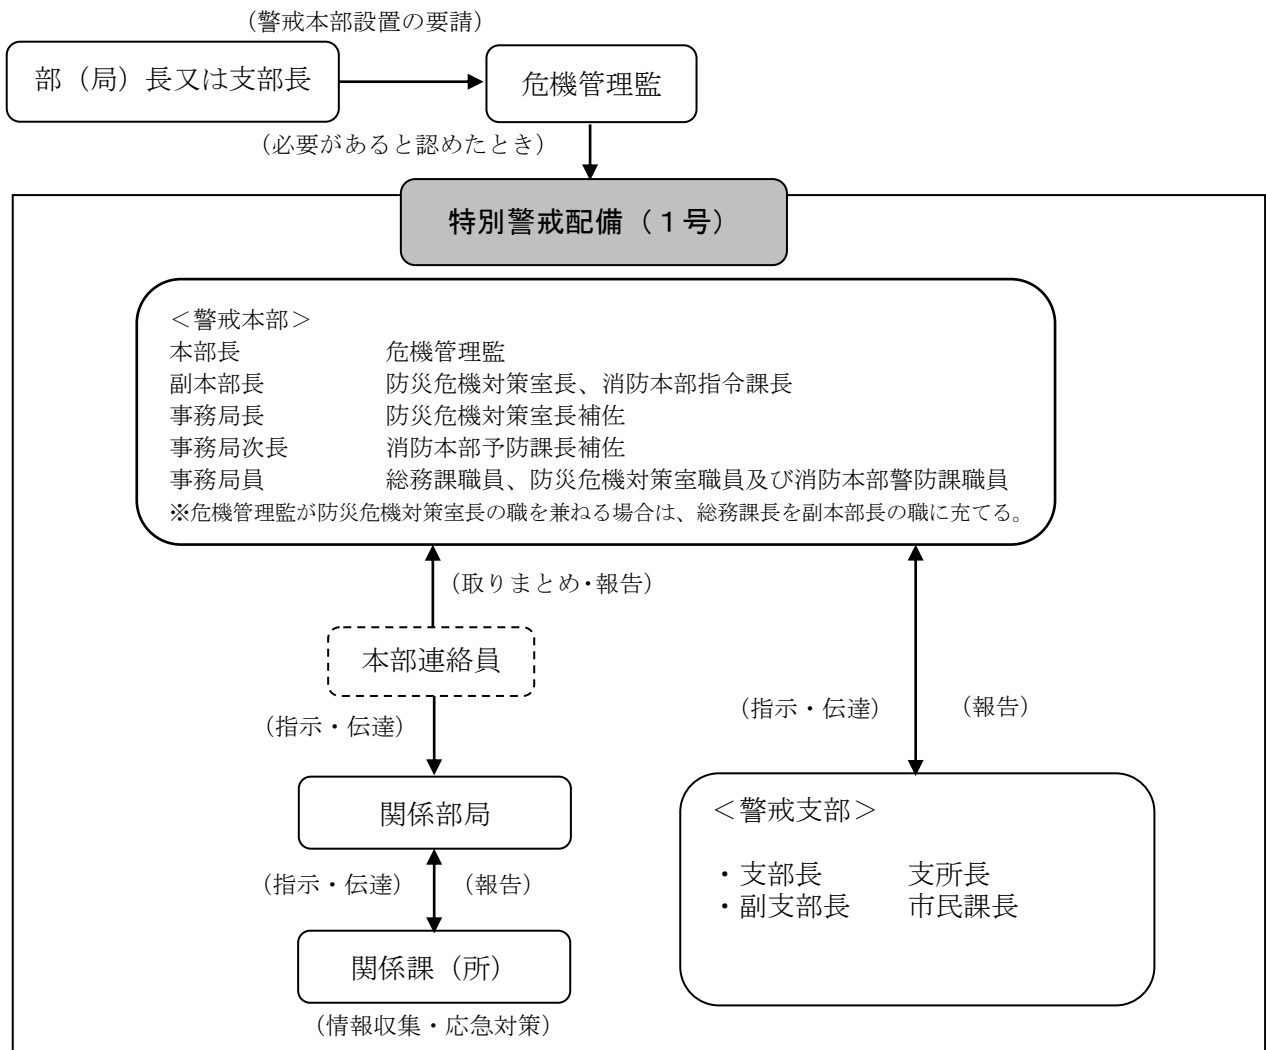 （警戒本部設置の要請）
部（局）長又は支部長
危機管理監
（必要があると認めたとき）
特別警戒配備（１号）
＜警戒本部＞
本部長 危機管理監
副本部長 防災危機対策室長、消防本部指令課長
事務局長 防災危機対策室長補佐
事務局次長 消防本部予防課長補佐
事務局員 総務課職員、防災危機対策室職員及び消防本部警防課職員
※危機管理監が防災危機対策室長の職を兼ねる場合は、総務課長を副本部長の職に充てる。
（取りまとめ・報告）
本部連絡員
（指示・伝達）
関係部局
（指示・伝達） （報告）
関係課（所）
（情報収集・応急対策）
（指示・伝達） （報告）
＜警戒支部＞
・支部長 支所長
・副支部長 市民課長